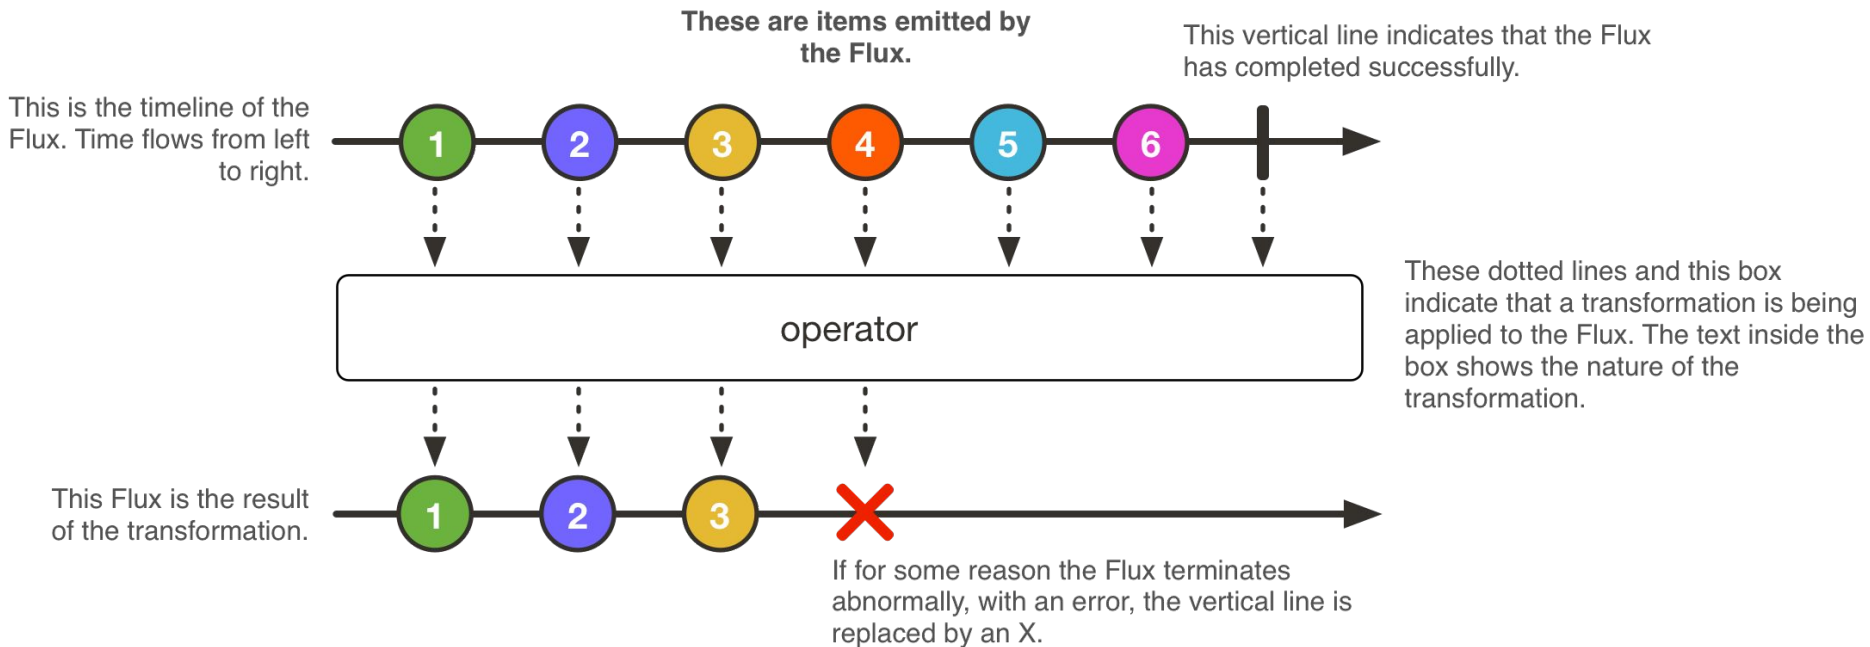 These are items emitted by
the Flux.
This vertical line indicates that the Flux
has completed successfully.
This is the timeline of the
Flux. Time flows from left
to right.
1 2 3 4 5 6
These dotted lines and this box
indicate that a transformation is being
applied to the Flux. The text inside the
box shows the nature of the
transformation.
operator
This Flux is the result
of the transformation.
1 2 3
If for some reason the Flux terminates
abnormally, with an error, the vertical line is
replaced by an X.